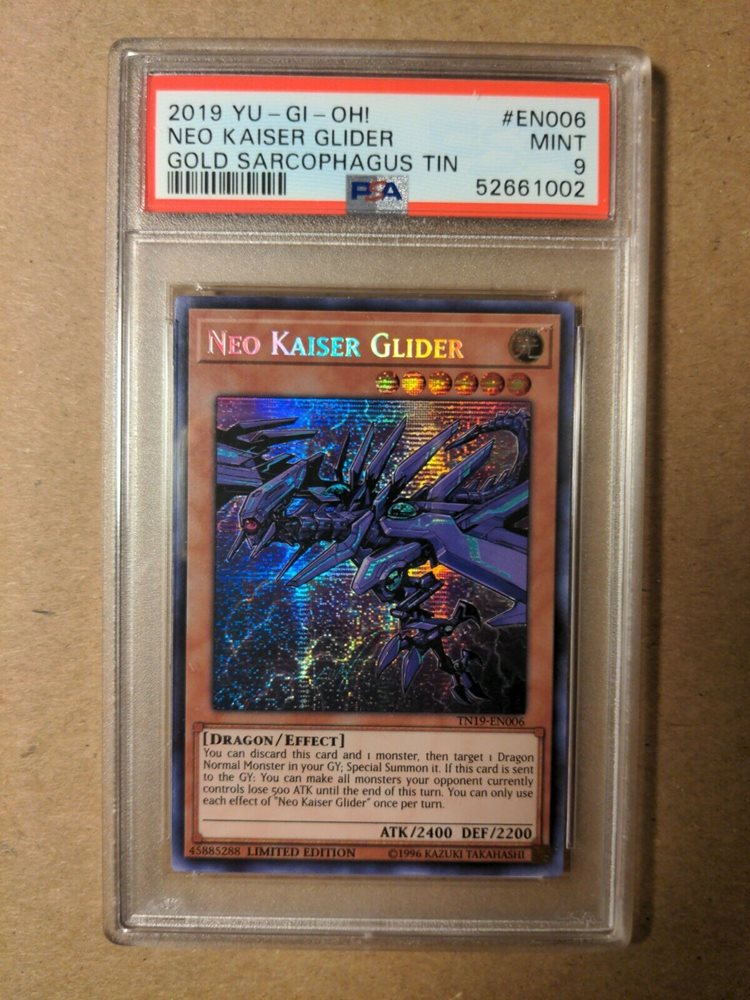 2019 YU-GI-OH! #EN006
NEO KAISER GLIDER MINT
GOLD SARCOPHAGUS TIN 9
PSA 52661002
NEO KAISER GLIDER 光
TN19-EN006
[DRAGON/EFFECT]
You can discard this card and 1 monster, then target 1 Dragon
Normal Monster in your GY; Special Summon it. If this card is sent
to the GY: You can make all monsters your opponent currently
controls lose 500 ATK until the end of this turn. You can only use
each effect of "Neo Kaiser Glider" once per turn.
ATK/2400 DEF/2200
45885288 LIMITED EDITION ©1996 KAZUKI TAKAHASHI